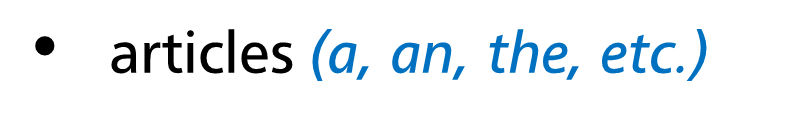 • articles (a, an, the, etc.)